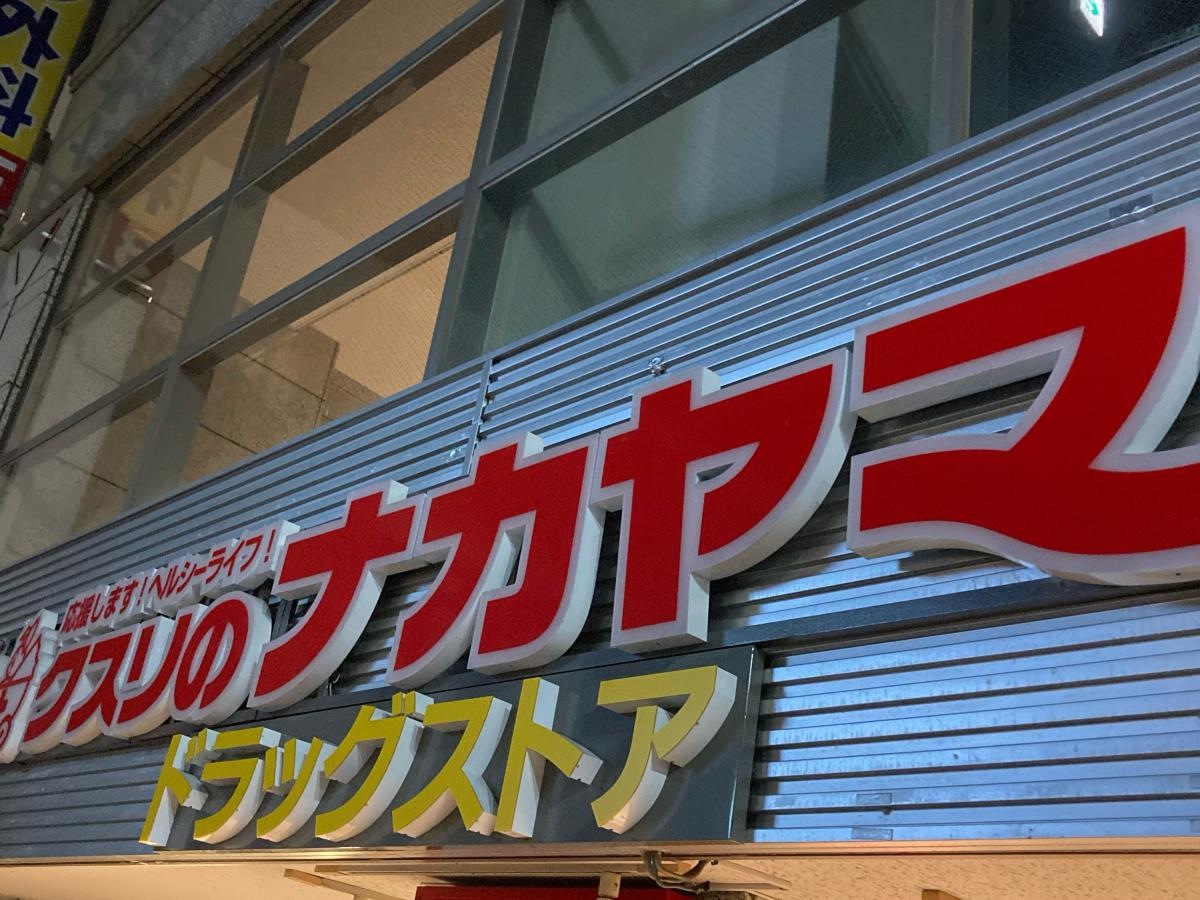 応援します!ヘルシーライフ!
クスリのナカヤマ
ドラッグストア